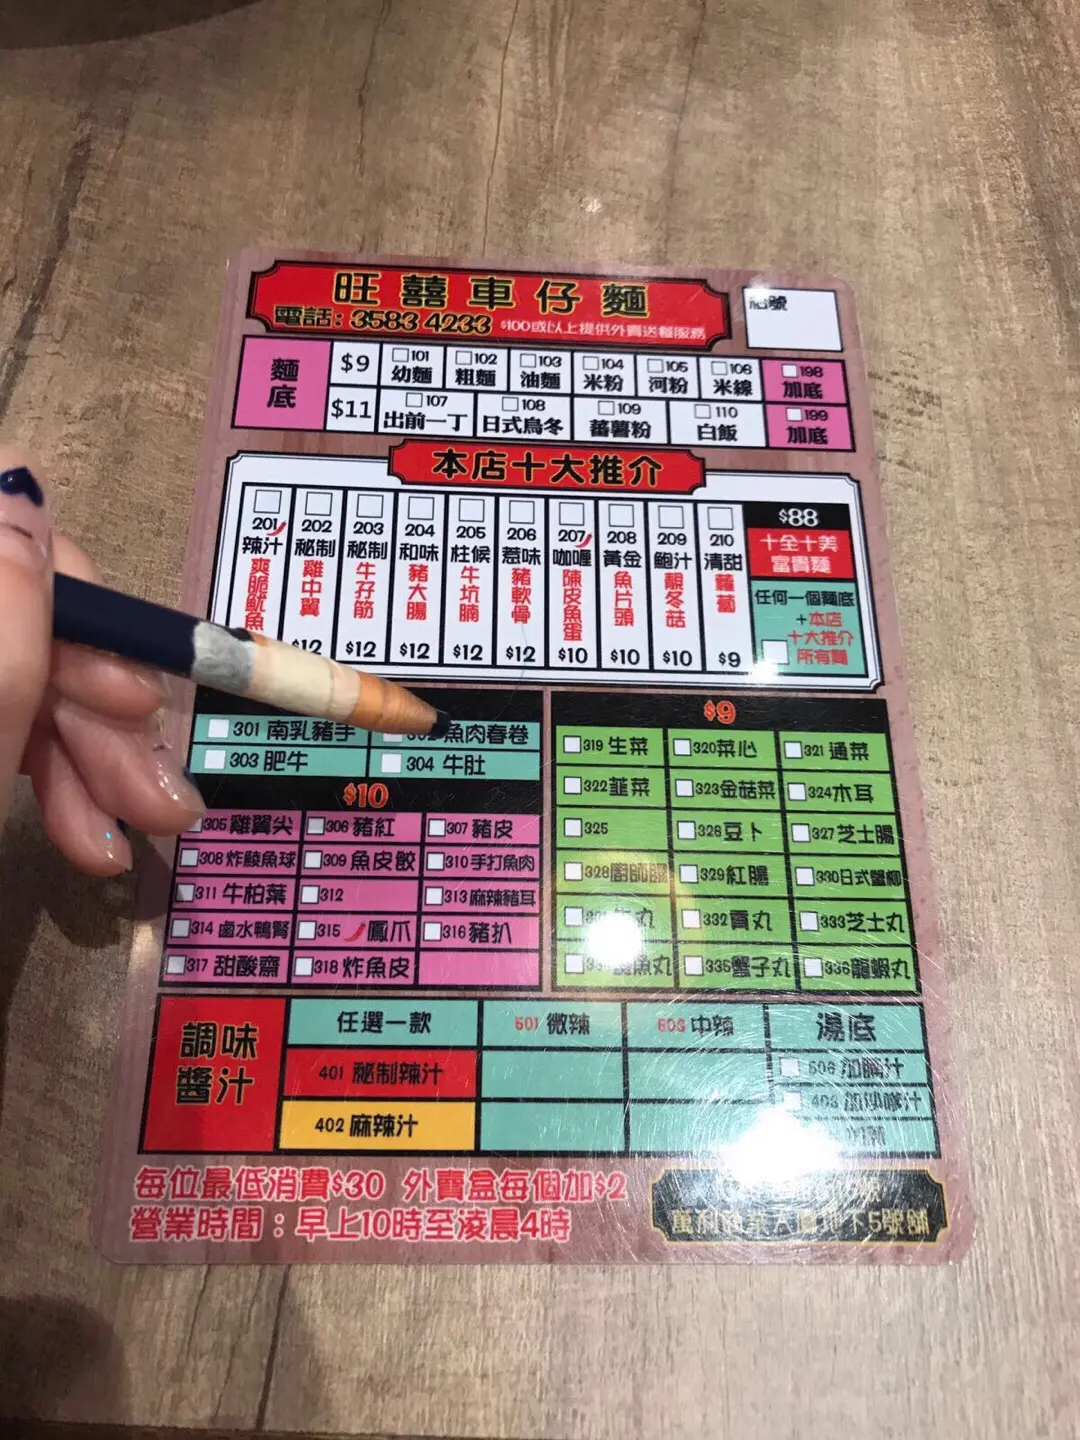 旺囍車仔麵
電話：3583 4233 $100或以上提供外賣送麵服務
號
麵底
$9 101 幼麵 102 粗麵 103 油麵 104 米粉 105 河粉 106 米線 198 加底
$11 107 出前一丁 108 日式烏冬 109 蕃薯粉 110 白飯 199 加底
本店十大推介
201 辣汁爽脆魷魚
202 秘制雞中翼 $12
203 秘制牛孖筋 $12
204 和味豬大腸 $12
205 柱候牛坑腩 $12
206 惹味豬軟骨 $12
207 咖喱陳皮魚蛋 $10
208 黃金魚片頭 $10
209 鮑汁靚冬菇 $10
210 清甜蘿蔔 $9
$88
十全十美
富貴麵
任何一個麵底
+本店
十大推介
所有麵
301 南乳豬手 302 魚肉春卷
303 肥牛 304 牛肚
$10
305 雞翼尖 306 豬紅 307 豬皮
308 炸鯪魚球 309 魚皮餃 310 手打魚肉
311 牛柏葉 312 313 麻辣豬耳
314 鹵水鴨腎 315 鳳爪 316 豬扒
317 甜酸齋 318 炸魚皮
$9
319 生菜 320 菜心 321 通菜
322 韮菜 323 金菇菜 324 木耳
325 326 豆卜 327 芝士腸
328 廚師腸 329 紅腸 330 日式蟹柳
丸 332 貢丸 333 芝士丸
魚丸 335 蟹子丸 336 龍蝦丸
調味醬汁
任選一款 501 微辣 503 中辣 湯底
401 秘制辣汁 506 加腩汁
402 麻辣汁 汁
每位最低消費$30 外賣盒每個加$2
營業時間：早上10時至淩晨4時
下5號舖